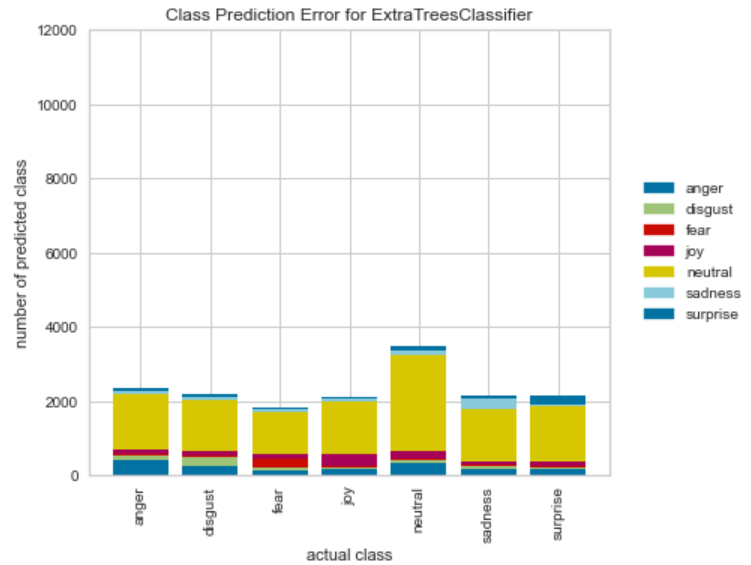 Class Prediction Error for ExtraTreesClassifier
12000
10000
8000
6000
4000
2000
0
number of predicted class
anger
disgust
fear
joy
neutral
sadness
surprise
actual class
anger
disgust
fear
joy
neutral
sadness
surprise